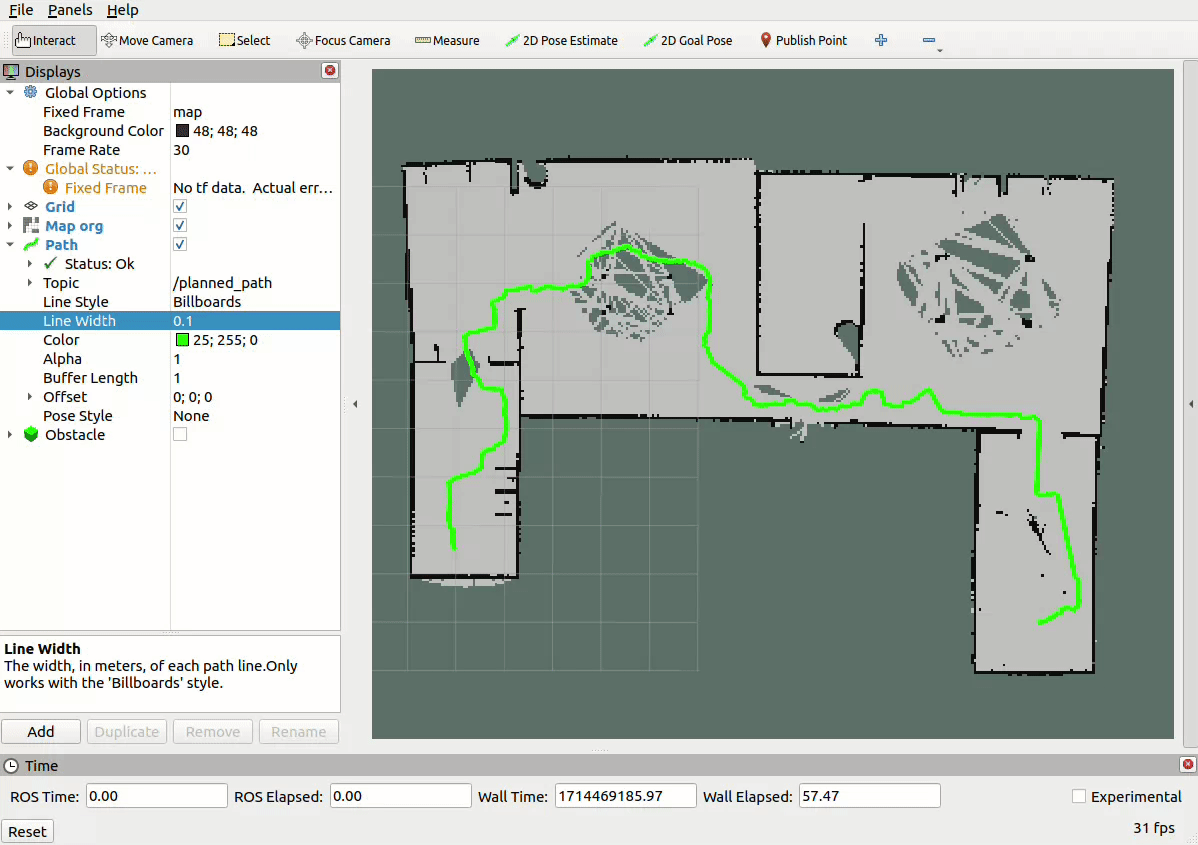 File Panels Help
Interact Move Camera Select Focus Camera Measure 2D Pose Estimate 2D Goal Pose Publish Point
Displays
Global Options
Fixed Frame map
Background Color 48; 48; 48
Frame Rate 30
Global Status: ...
Fixed Frame No tf data.  Actual err...
Grid
Map org
Path
Status: Ok
Topic /planned_path
Line Style Billboards
Line Width 0.1
Color 25; 255; 0
Alpha 1
Buffer Length 1
Offset 0; 0; 0
Pose Style None
Obstacle
Line Width
The width, in meters, of each path line.Only
works with the 'Billboards' style.
Add Duplicate Remove Rename
Time
ROS Time: 0.00 ROS Elapsed: 0.00 Wall Time: 1714469185.97 Wall Elapsed: 57.47 Experimental
Reset 31 fps